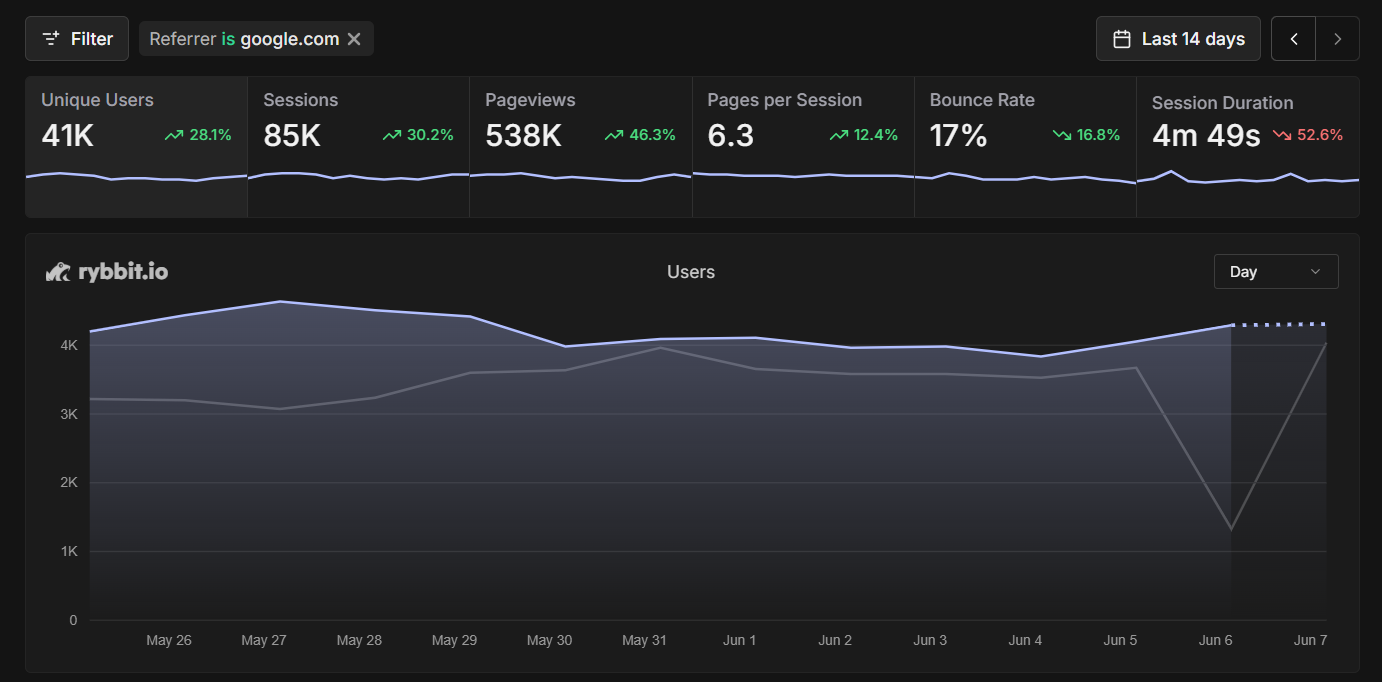 Filter
Referrer is google.com
Last 14 days
Unique Users
41K 28.1%
Sessions
85K 30.2%
Pageviews
538K 46.3%
Pages per Session
6.3 12.4%
Bounce Rate
17% 16.8%
Session Duration
4m 49s 52.6%
rybbit.io
Users
Day
4K
3K
2K
1K
0
May 26 May 27 May 28 May 29 May 30 May 31 Jun 1 Jun 2 Jun 3 Jun 4 Jun 5 Jun 6 Jun 7